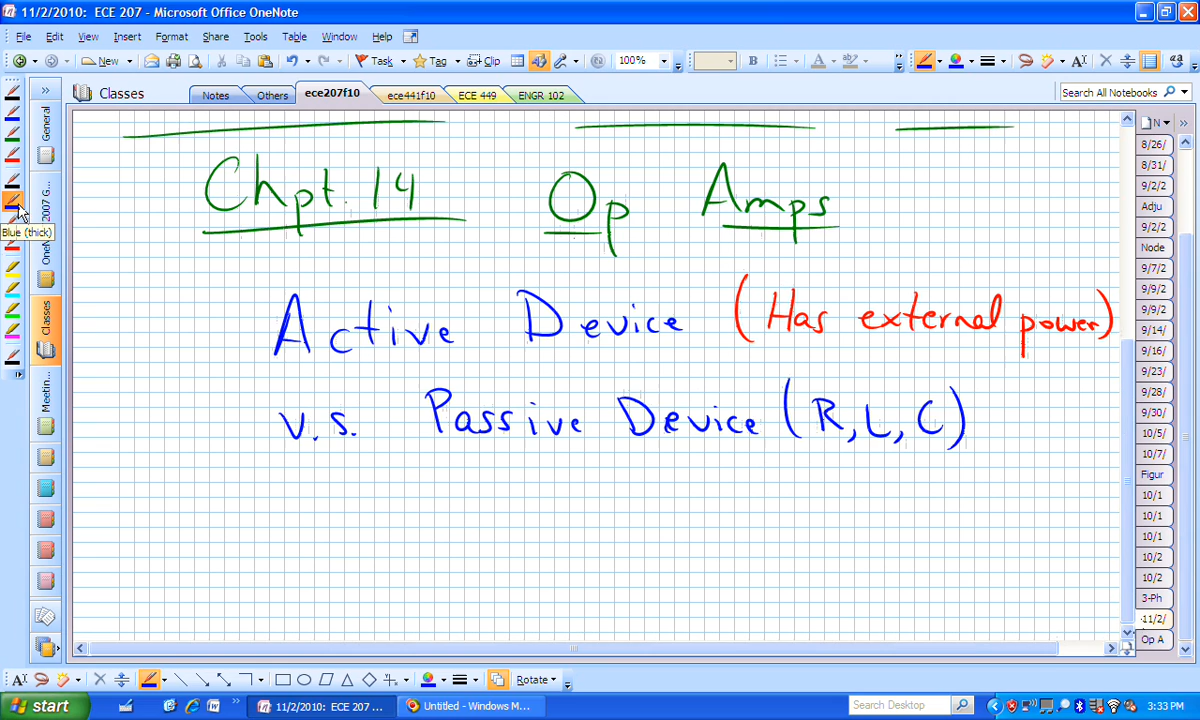 11/2/2010: ECE 207 - Microsoft Office OneNote
File Edit View Insert Format Share Tools Table Window Help
New Task Tag Clip 100% B A ab A
Classes Notes Others ece207f10 ece441f10 ECE 449 ENGR 102 Search All Notebooks
General
2007 G...
OneN
Classes
Meetin...
Blue (thick)
Chpt. 14 Op Amps
Active Device (Has external power)
v.s. Passive Device (R, L, C)
N
8/26/
8/31/
9/2/2
Adju
9/2/2
Node
9/7/2
9/9/2
9/9/2
9/14/
9/16/
9/23/
9/28/
9/30/
10/5/
10/7/
Figur
10/1
10/1
10/1
10/2
10/2
3-Ph
11/2/
Op A
A Rotate
start 11/2/2010: ECE 207 ... Untitled - Windows M... Search Desktop 3:33 PM